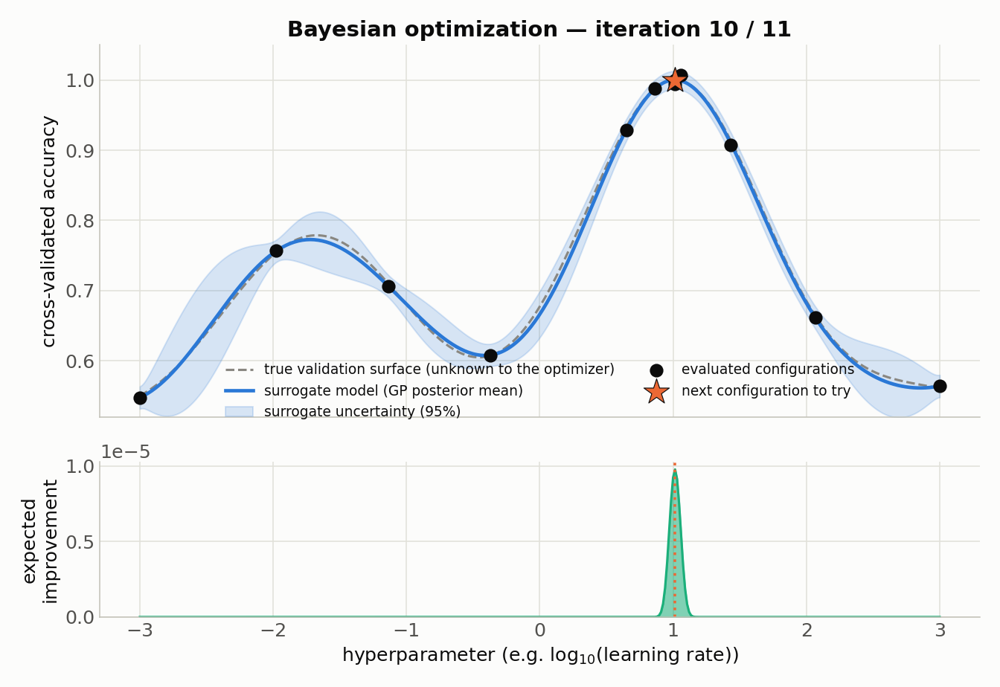 Bayesian optimization — iteration 10 / 11
cross-validated accuracy
1.0
0.9
0.8
0.7
0.6
true validation surface (unknown to the optimizer)
surrogate model (GP posterior mean)
surrogate uncertainty (95%)
evaluated configurations
next configuration to try
1e−5
expected
improvement
1.0
0.5
0.0
−3 −2 −1 0 1 2 3
hyperparameter (e.g. log₁₀(learning rate))